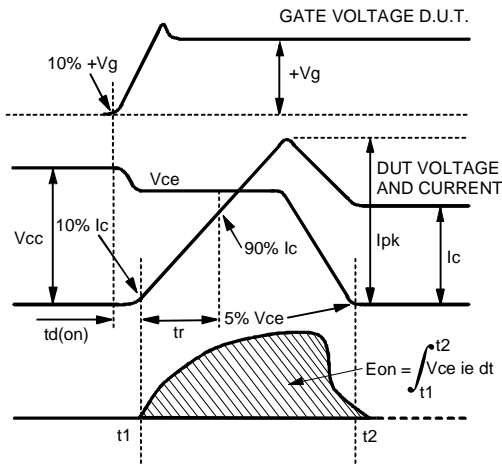 GATE VOLTAGE D.U.T.
10% +Vg
+Vg
Vce
DUT VOLTAGE
AND CURRENT
Vcc
10% Ic
90% Ic
Ipk
Ic
td(on)
tr
5% Vce
Eon = ∫ Vce ie dt
t2
t1
t1
t2